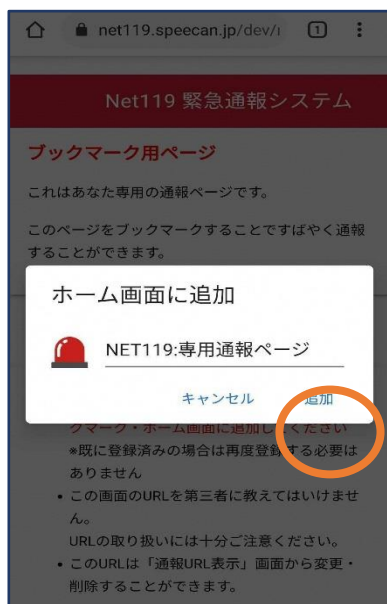 net119.speecan.jp/dev/
1
Net119 緊急通報システム
ブックマーク用ページ
これはあなた専用の通報ページです。
このページをブックマークすることですばやく通報
することができます。
ホーム画面に追加
NET119:専用通報ページ
キャンセル 追加
クマーク・ホーム画面に追加してください
※既に登録済みの場合は再度登録する必要は
ありません
• この画面のURLを第三者に教えてはいけませ
ん。
URLの取り扱いには十分ご注意ください。
• このURLは「通報URL表示」画面から変更・
削除することができます。